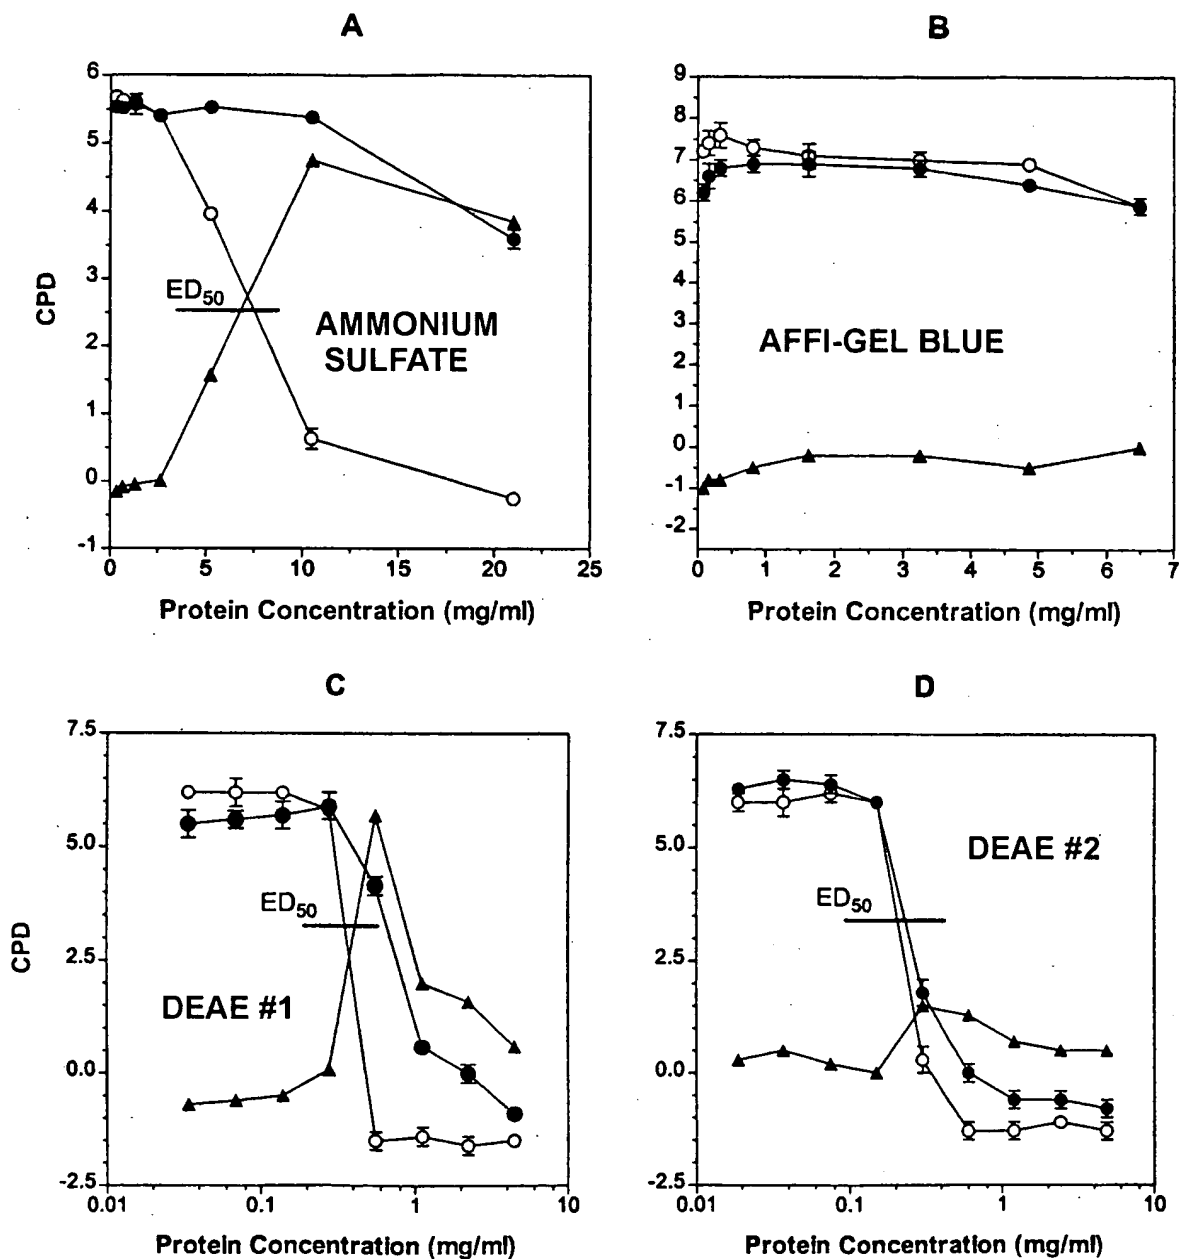 A
6
5
4
3
2
1
0
-1
CPD
ED50
AMMONIUM
SULFATE
0 5 10 15 20 25
Protein Concentration (mg/ml)
B
9
8
7
6
5
4
3
2
1
0
-1
-2
AFFI-GEL BLUE
0 1 2 3 4 5 6 7
Protein Concentration (mg/ml)
C
7.5
5.0
2.5
0.0
-2.5
CPD
ED50
DEAE #1
0.01 0.1 1 10
Protein Concentration (mg/ml)
D
7.5
5.0
2.5
0.0
-2.5
DEAE #2
ED50
0.01 0.1 1 10
Protein Concentration (mg/ml)